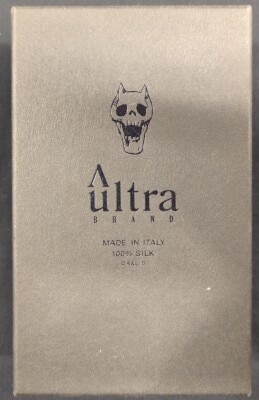 ultra
BRAND
MADE IN ITALY
100% SILK